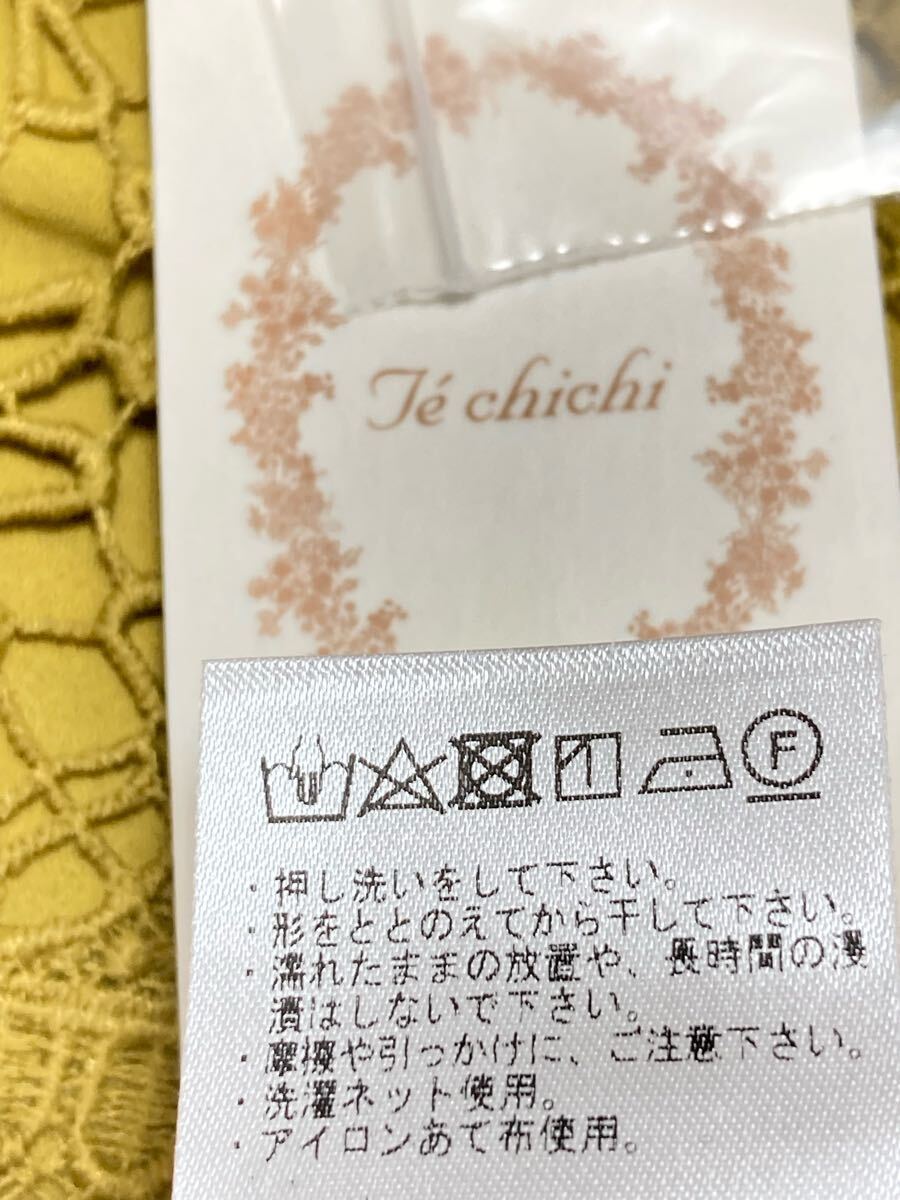 Té chichi
F
・押し洗いをして下さい。
・形をととのえてから干して下さい。
・濡れたままの放置や、長時間の浸
漬はしないで下さい。
・摩擦や引っかけに、ご注意下さい。
・洗濯ネット使用。
・アイロンあて布使用。